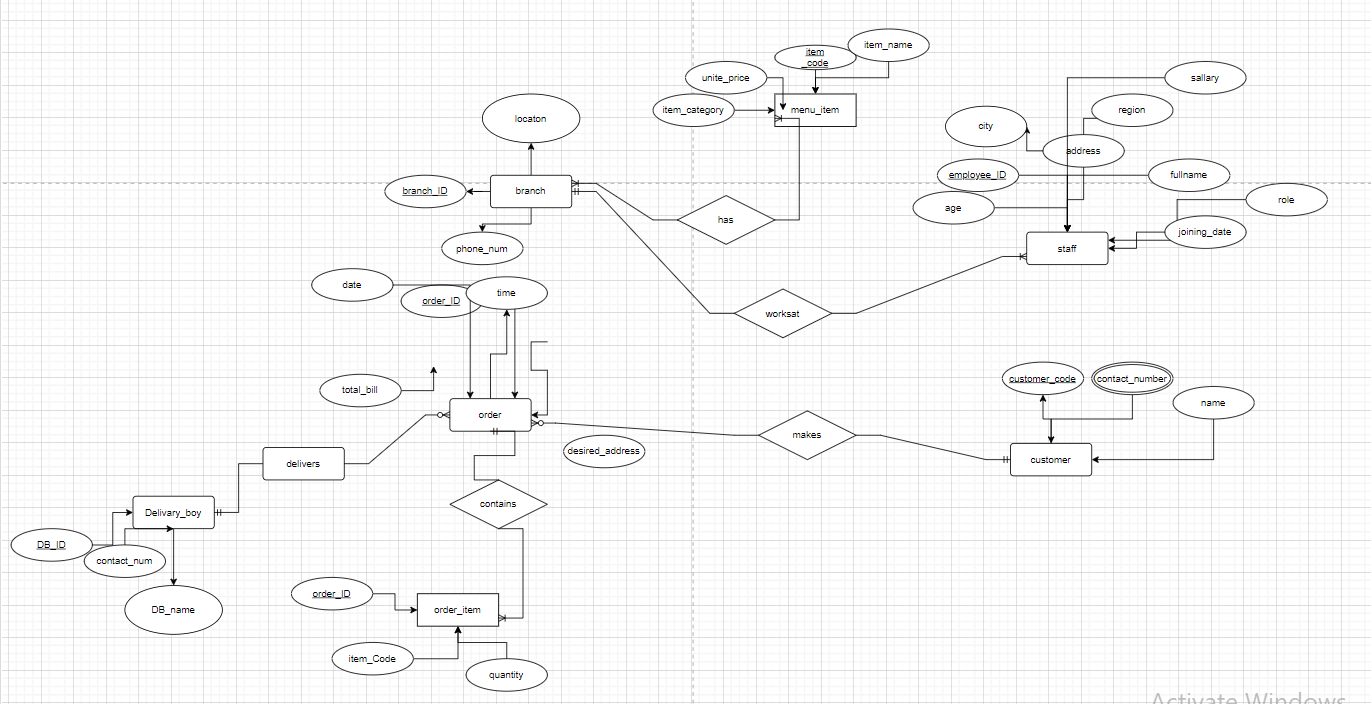 item_name
item
_code
unite_price
sallary
item_category
menu_item
region
locaton
city
address
employee_ID
fullname
branch_ID
branch
role
age
has
joining_date
phone_num
staff
date
order_ID
time
worksat
total_bill
customer_code
contact_number
name
order
desired_address
makes
customer
delivers
contains
Delivary_boy
DB_ID
contact_num
order_ID
DB_name
order_item
item_Code
quantity
Activate Windows